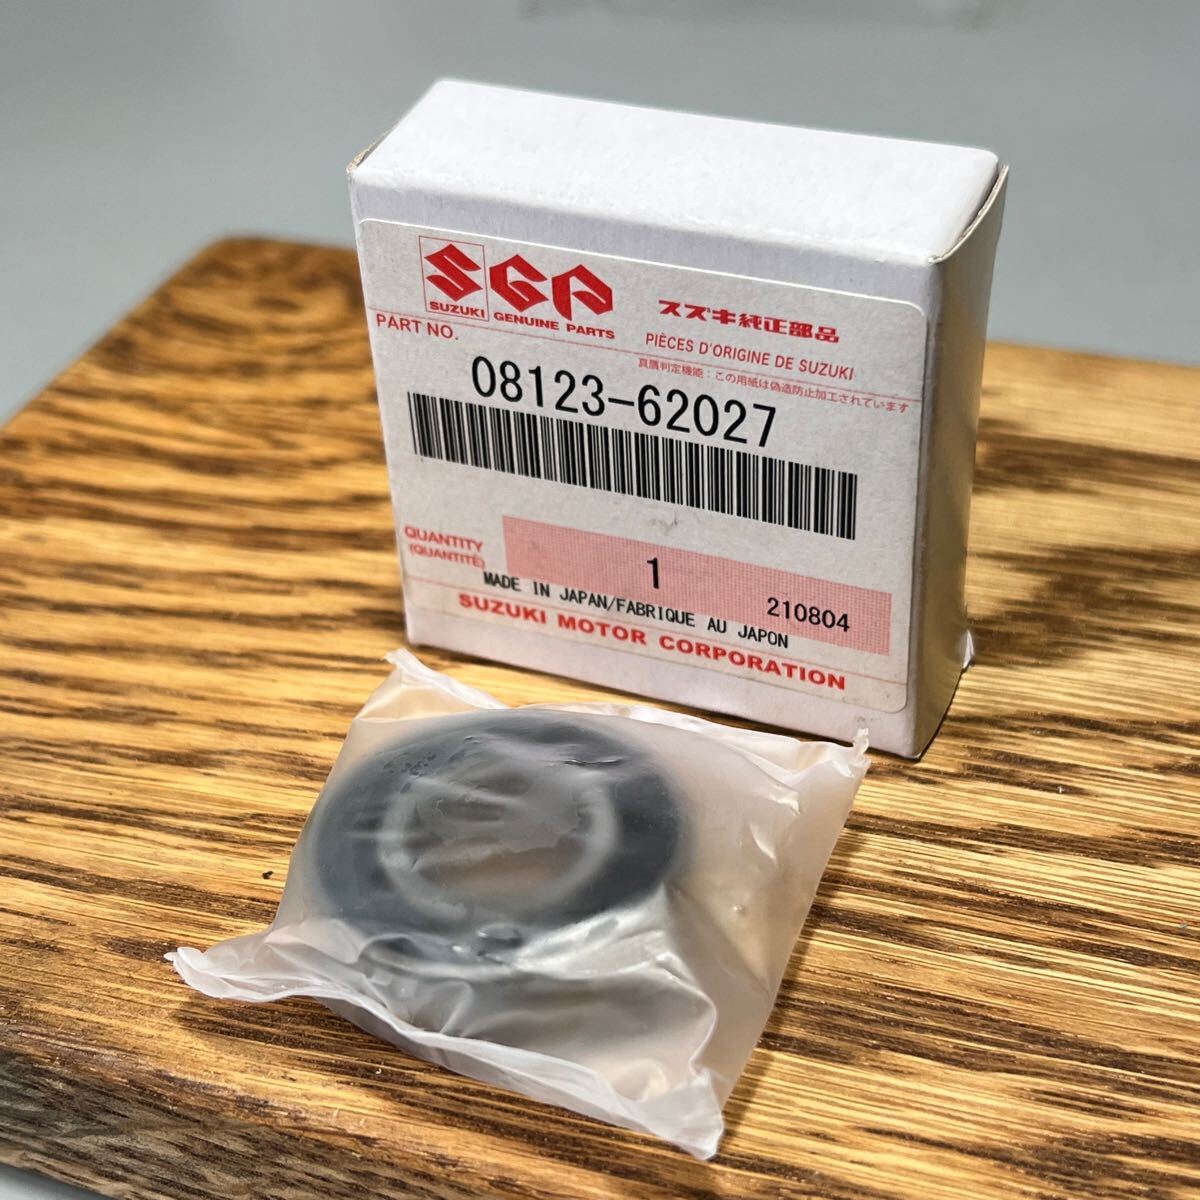 SGP
SUZUKI GENUINE PARTS
スズキ純正部品
PIÈCES D'ORIGINE DE SUZUKI
PART NO.
真贋判定機能：この用紙は偽造防止加工されています
08123-62027
QUANTITY
(QUANTITÉ)
1
210804
MADE IN JAPAN/FABRIQUE AU JAPON
SUZUKI MOTOR CORPORATION